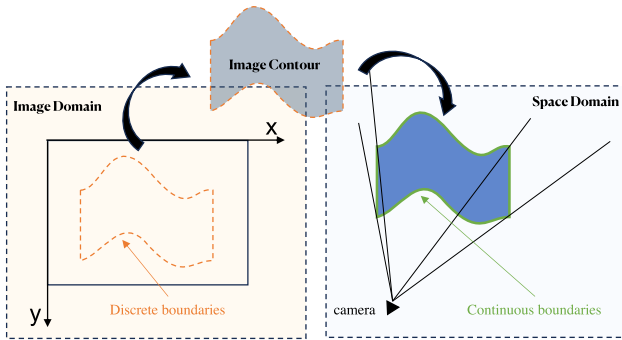 Image Contour
Image Domain
Space Domain
x
y
Discrete boundaries
camera
Continuous boundaries